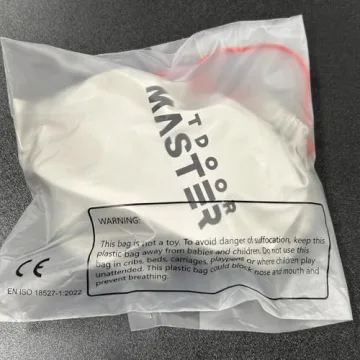 TDOOR
MASTER
WARNING:
This bag is not a toy. To avoid danger of suffocation, keep this
plastic bag away from babies and children. Do not use this
bag in cribs, beds, carriages, playpens or where children play
unattended. This plastic bag could block nose and mouth and
prevent breathing.
CE
EN ISO 18527-1:2022